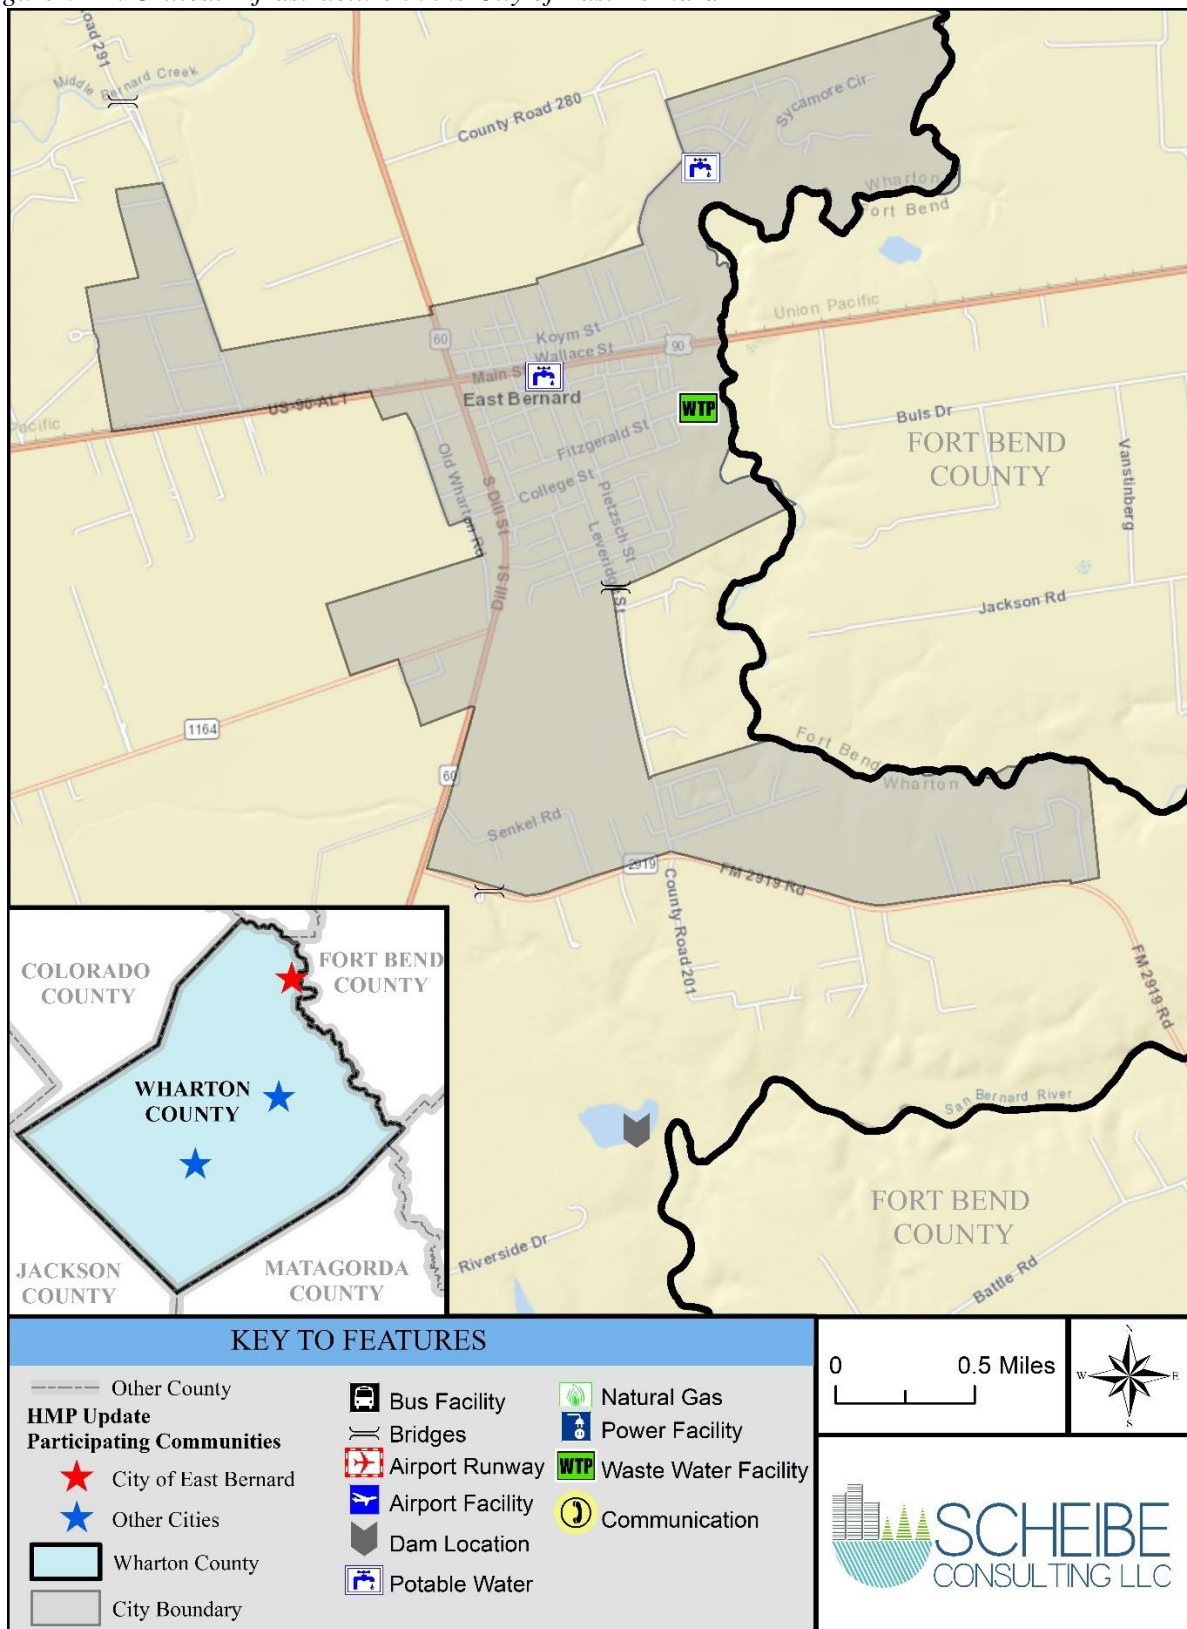 Road 291
Middle Bernard Creek
County Road 280
Sycamore Cir
Wharton
Fort Bend
Union Pacific
60
Koym St
Wallace St
90
Main St
East Bernard
US-90-ALT
Pacific
WTP
Buls Dr
FORT BEND
COUNTY
Vanstinberg
Old Wharton Rd
Fitzgerald St
S Dill St
College St
Pietzsch St
Leveridge St
Dill St
Jackson Rd
1164
Fort Bend
Wharton
60
Senkel Rd
2919
FM 2919 Rd
County Road 201
FM 2919 Rd
San Bernard River
FORT BEND
COUNTY
Riverside Dr
Battle Rd
COLORADO
COUNTY
FORT BEND
COUNTY
WHARTON
COUNTY
JACKSON
COUNTY
MATAGORDA
COUNTY
KEY TO FEATURES
Other County
HMP Update
Participating Communities
City of East Bernard
Other Cities
Wharton County
City Boundary
Bus Facility
Bridges
Airport Runway
Airport Facility
Dam Location
Potable Water
Natural Gas
Power Facility
WTP Waste Water Facility
Communication
0 0.5 Miles
N
W E
S
SCHEIBE
CONSULTING LLC